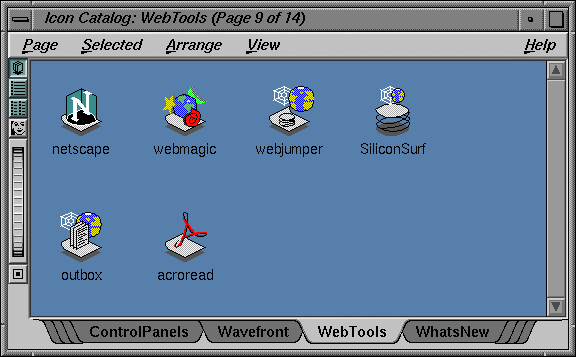 Icon Catalog: WebTools (Page 9 of 14)
Page Selected Arrange View Help
N
netscape webmagic webjumper SiliconSurf
outbox acroread
ControlPanels Wavefront WebTools WhatsNew